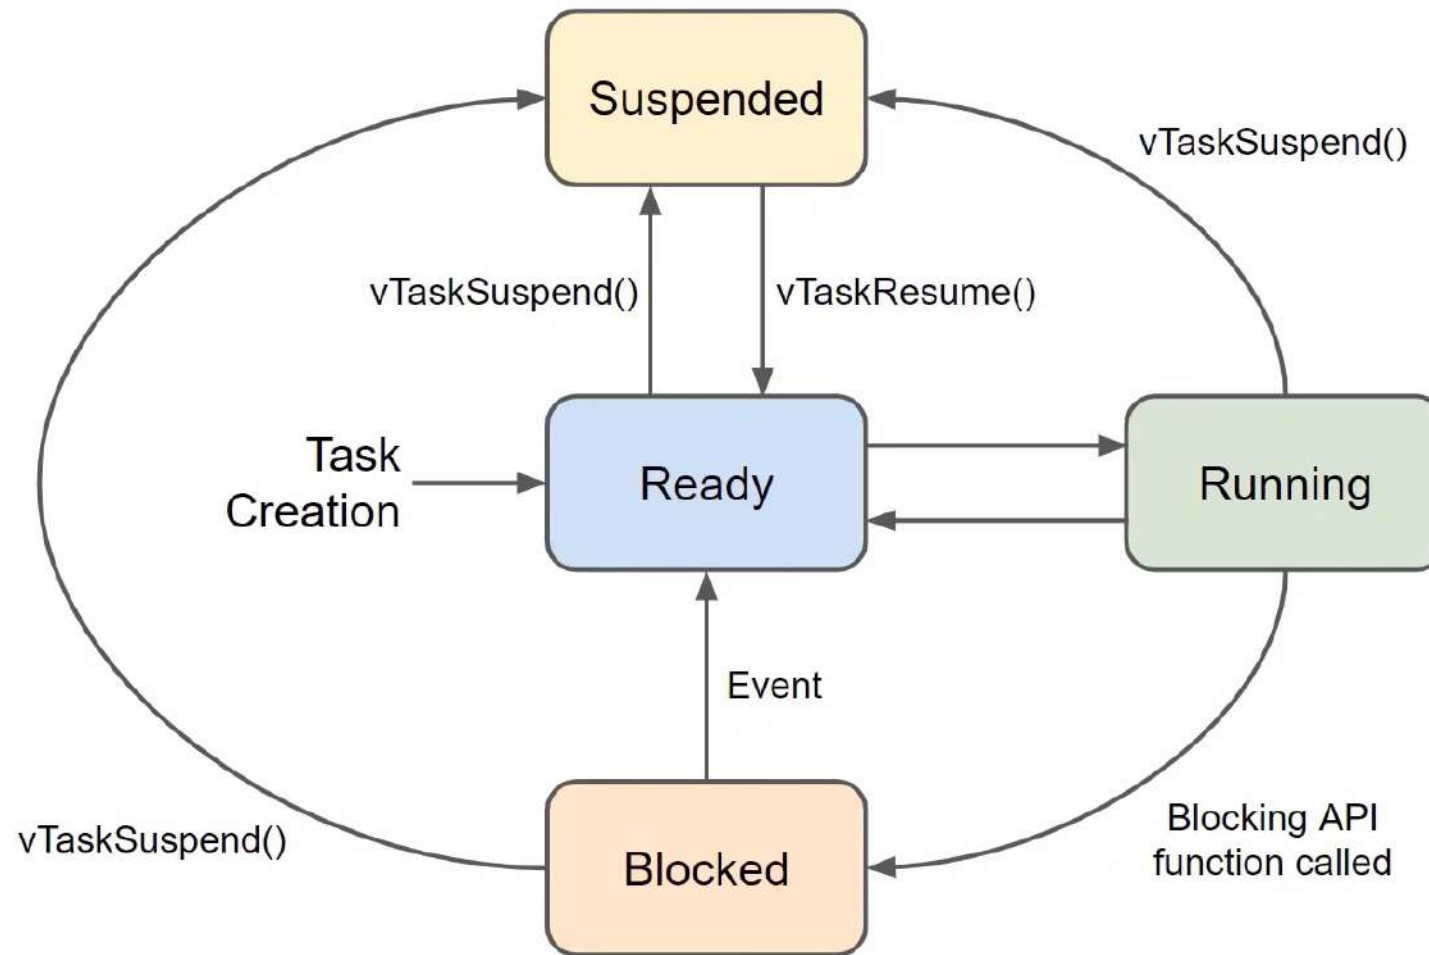 Suspended
vTaskSuspend()
vTaskSuspend()
vTaskResume()
Task
Creation
Ready
Running
Event
vTaskSuspend()
Blocked
Blocking API
function called